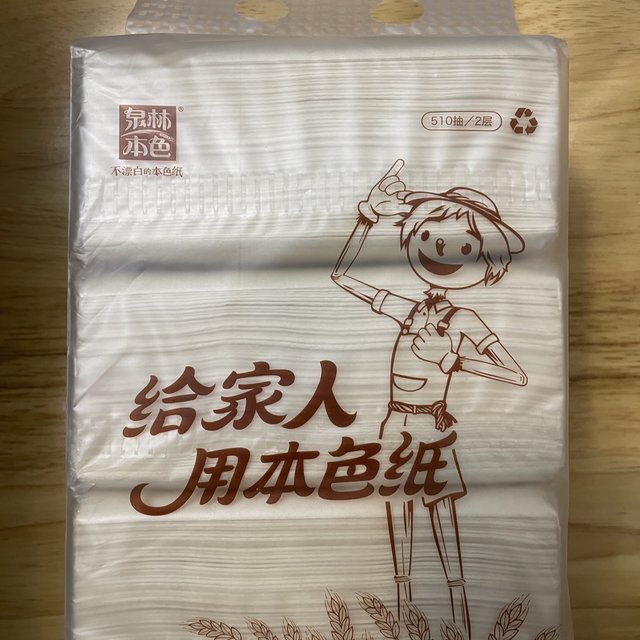 泉林
本色
®
不漂白的本色纸
510抽/2层
给家人
用本色纸